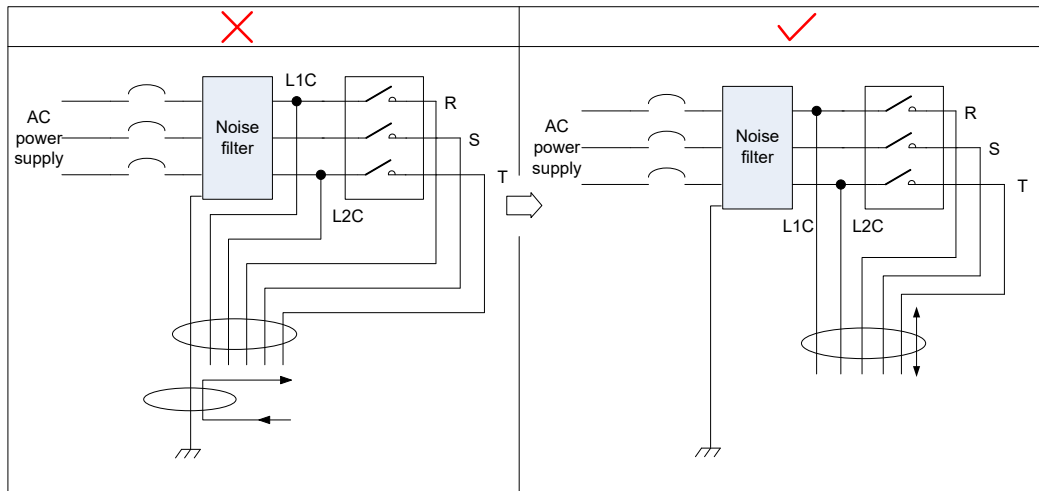 AC
power
supply
Noise
filter
L1C
L2C
R
S
T
AC
power
supply
Noise
filter
L1C
L2C
R
S
T